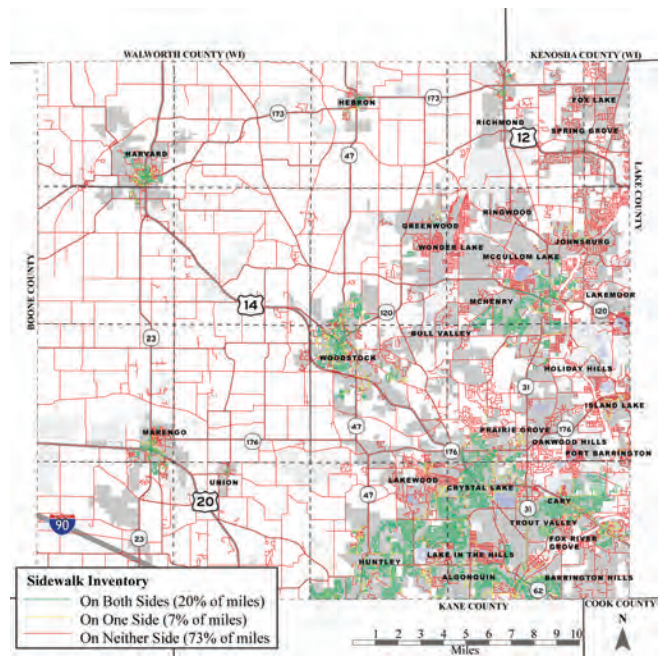 WALWORTH COUNTY (WI)
KENOSHA COUNTY (WI)
173
HEBRON
173
FOX LAKE
RICHMOND
SPRING GROVE
12
HARVARD
47
LAKE COUNTY
RINGWOOD
GREENWOOD
WONDER LAKE
JOHNSBURG
MCCULLOM LAKE
BOONE COUNTY
14
MCHENRY
LAKEMOOR
120
120
BULL VALLEY
23
WOODSTOCK
HOLIDAY HILLS
31
ISLAND LAKE
MARENGO
47
PRAIRIE GROVE
176
176
176
OAKWOOD HILLS
PORT BARRINGTON
UNION
LAKEWOOD
CRYSTAL LAKE
20
47
CARY
31
TROUT VALLEY
90
23
FOX RIVER
GROVE
HUNTLEY
LAKE IN THE HILLS
ALGONQUIN
BARRINGTON HILLS
62
Sidewalk Inventory
On Both Sides (20% of miles)
On One Side (7% of miles)
On Neither Side (73% of miles
KANE COUNTY
COOK COUNTY
N
1 2 3 4 5 6 7 8 9 10
Miles